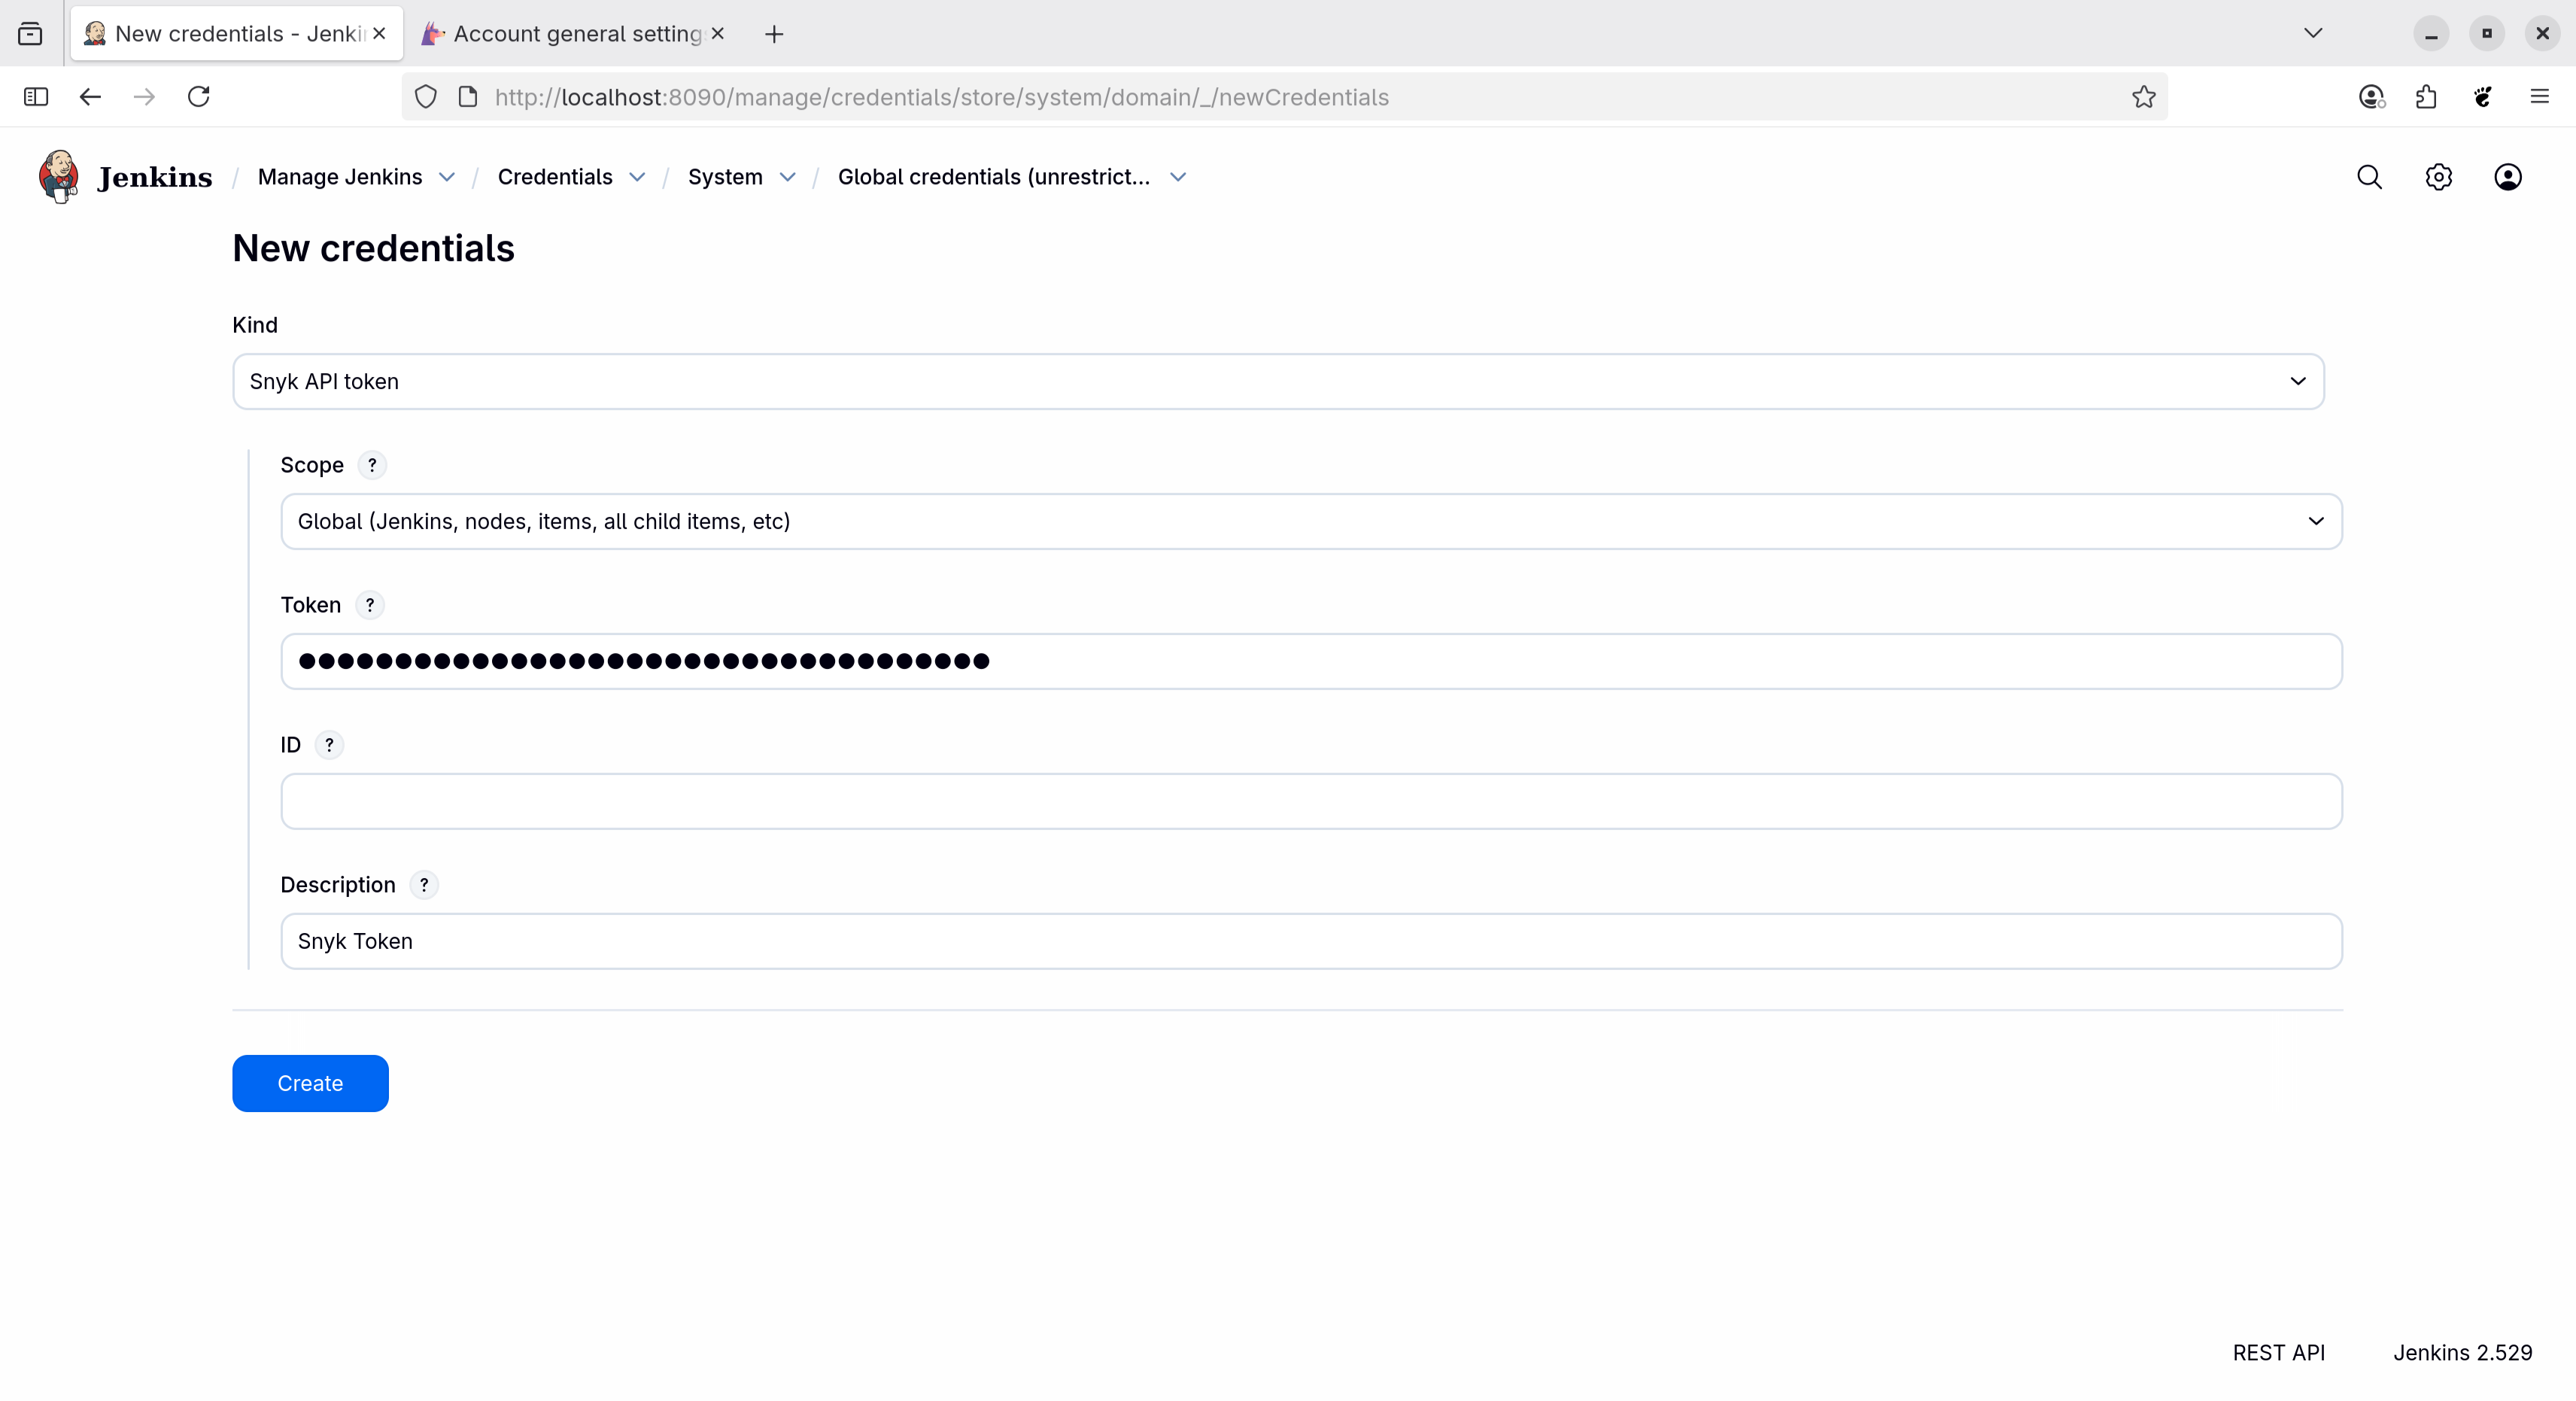 New credentials - Jenki
Account general setting
http://localhost:8090/manage/credentials/store/system/domain/_/newCredentials
Jenkins / Manage Jenkins / Credentials / System / Global credentials (unrestrict...
New credentials
Kind
Snyk API token
Scope ?
Global (Jenkins, nodes, items, all child items, etc)
Token ?
●●●●●●●●●●●●●●●●●●●●●●●●●●●●●●●●●●●●
ID ?
Description ?
Snyk Token
Create
REST API Jenkins 2.529